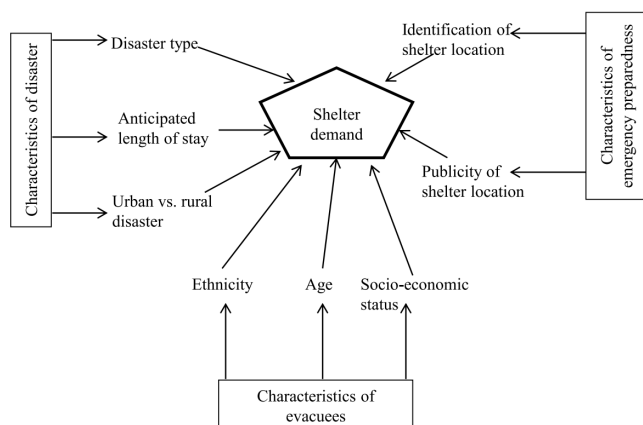 Characteristics of disaster
Disaster type
Anticipated
length of stay
Urban vs. rural
disaster
Shelter
demand
Identification of
shelter location
Publicity of
shelter location
Characteristics of
emergency preparedness
Ethnicity
Age
Socio-economic
status
Characteristics of
evacuees